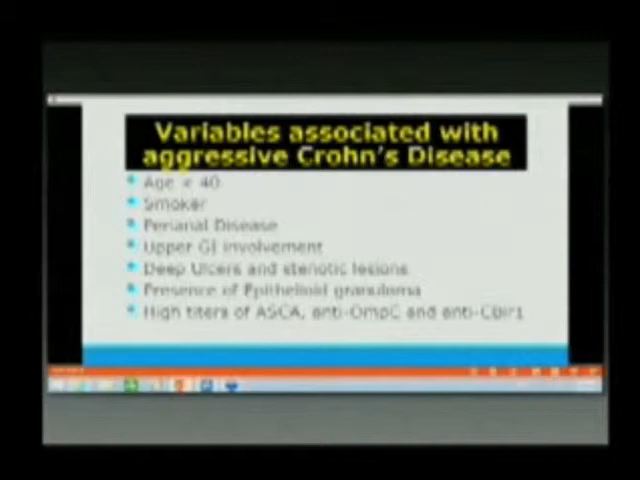 Variables associated with
aggressive Crohn's Disease
Age < 40
Smoker
Perianal Disease
Upper GI involvement
Deep Ulcers and stenotic lesions
Presence of Epithelioid granuloma
High titers of ASCA, anti-OmpC and anti-CBir1